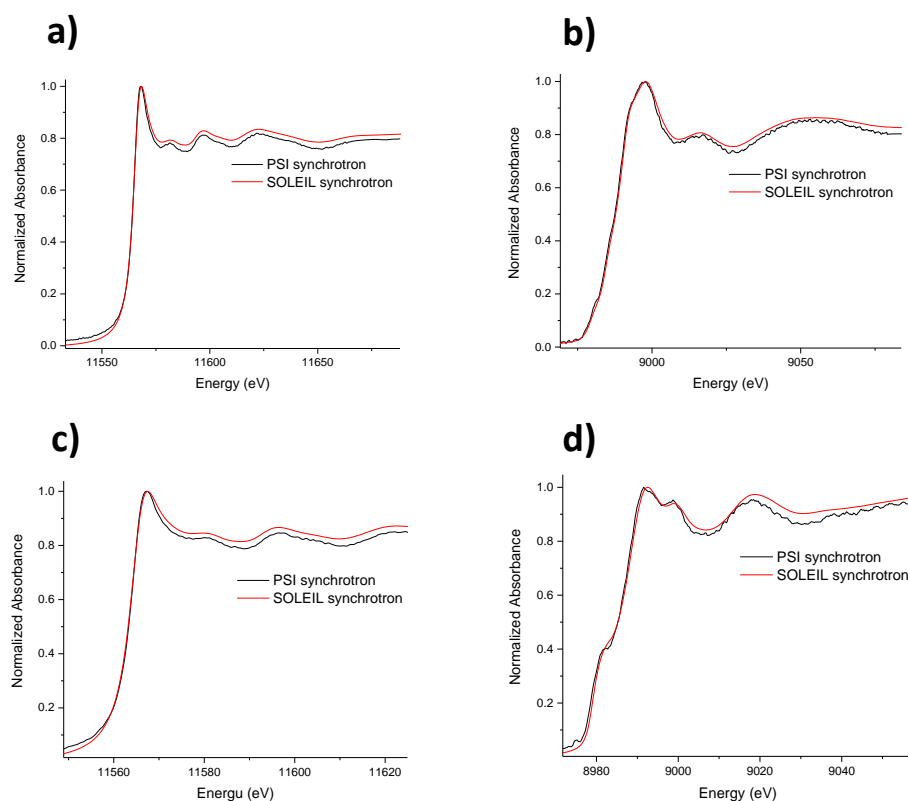 a)
1.0
0.8
0.6
0.4
0.2
0.0
Normalized Absorbance
PSI synchrotron
SOLEIL synchrotron
11550
11600
11650
Energy (eV)
b)
1.0
0.8
0.6
0.4
0.2
0.0
Normalized Absorbance
PSI synchrotron
SOLEIL synchrotron
9000
9050
Energy (eV)
c)
1.0
0.8
0.6
0.4
0.2
Normalized Absorbance
PSI synchrotron
SOLEIL synchrotron
11560
11580
11600
11620
Energu (eV)
d)
1.0
0.8
0.6
0.4
0.2
Normalized Absorbance
PSI synchrotron
SOLEIL synchrotron
8980
9000
9020
9040
Energy (eV)